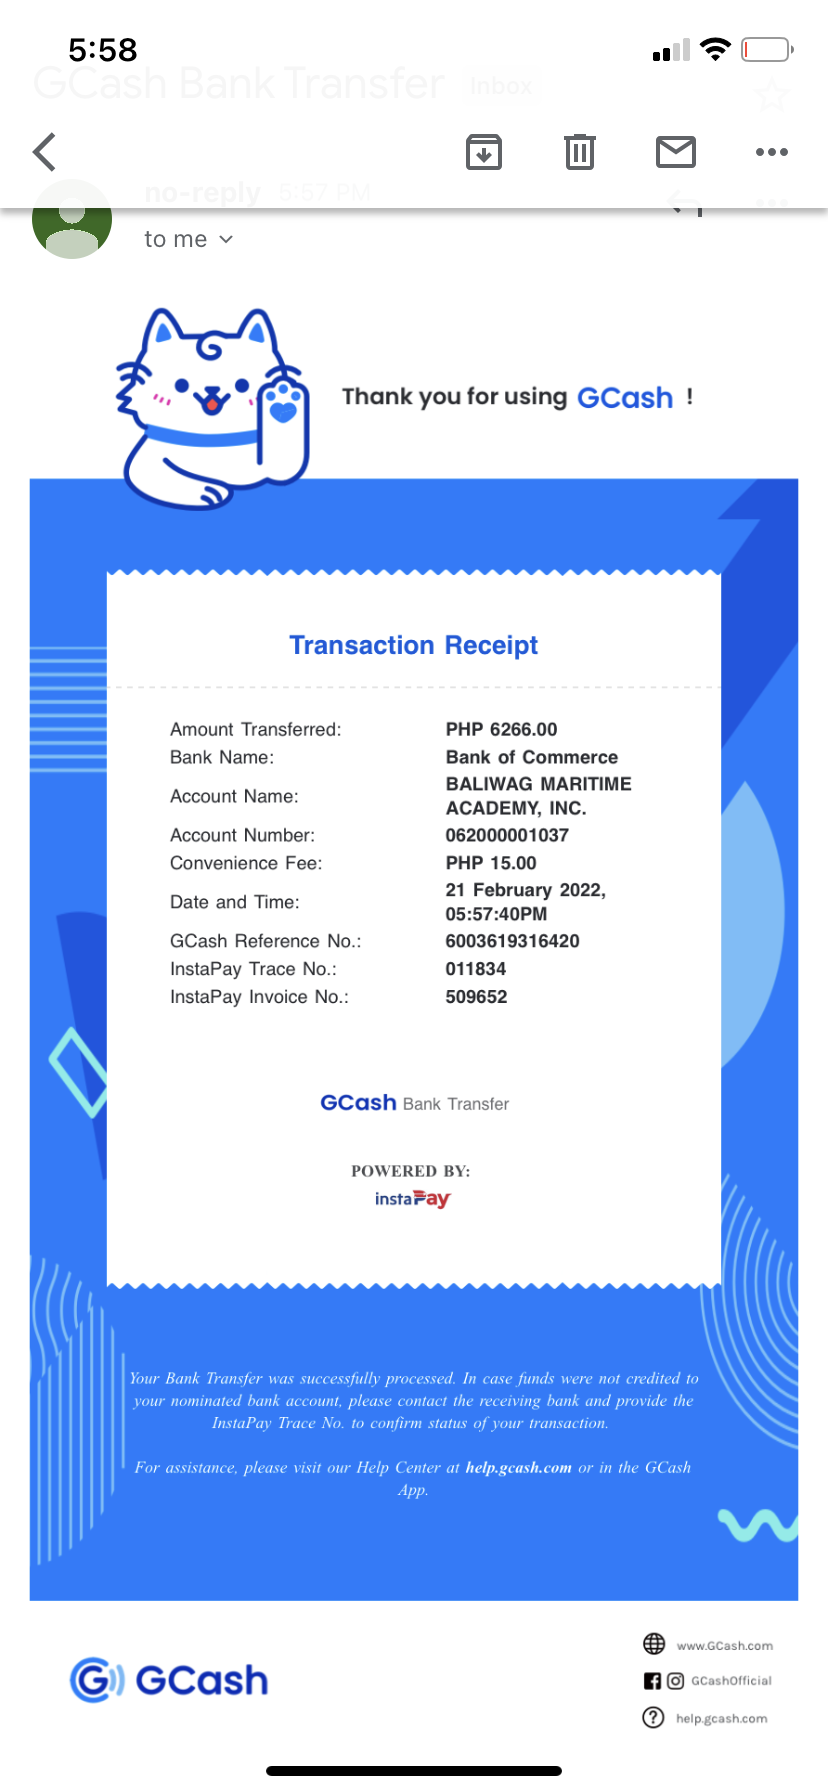 5:58
GCash Bank Transfer Inbox
no-reply 5:57 PM
to me
Thank you for using GCash !
Transaction Receipt
Amount Transferred: PHP 6266.00
Bank Name: Bank of Commerce
Account Name: BALIWAG MARITIME
ACADEMY, INC.
Account Number: 062000001037
Convenience Fee: PHP 15.00
Date and Time: 21 February 2022,
05:57:40PM
GCash Reference No.: 6003619316420
InstaPay Trace No.: 011834
InstaPay Invoice No.: 509652
GCash Bank Transfer
POWERED BY:
instaPay
Your Bank Transfer was successfully processed. In case funds were not credited to
your nominated bank account, please contact the receiving bank and provide the
InstaPay Trace No. to confirm status of your transaction.
For assistance, please visit our Help Center at help.gcash.com or in the GCash
App.
GCash
www.GCash.com
GCashOfficial
help.gcash.com